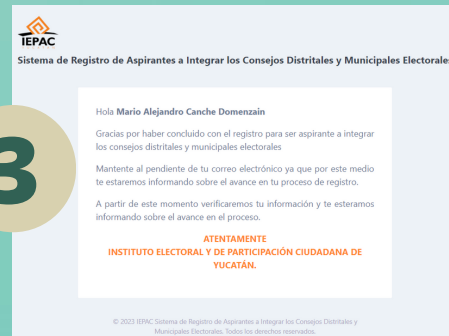 IEPAC
Sistema de Registro de Aspirantes a Integrar los Consejos Distritales y Municipales Electorales
3
Hola Mario Alejandro Canche Domenzain
Gracias por haber concluido con el registro para ser aspirante a integrar
los consejos distritales y municipales electorales
Mantente al pendiente de tu correo electrónico ya que por este medio
te estaremos informando sobre el avance en tu proceso de registro.
A partir de este momento verificaremos tu información y te esteramos
informando sobre el avance en el proceso.
ATENTAMENTE
INSTITUTO ELECTORAL Y DE PARTICIPACIÓN CIUDADANA DE
YUCATÁN.
© 2023 IEPAC Sistema de Registro de Aspirantes a Integrar los Consejos Distritales y
Municipales Electorales. Todos los derechos reservados.